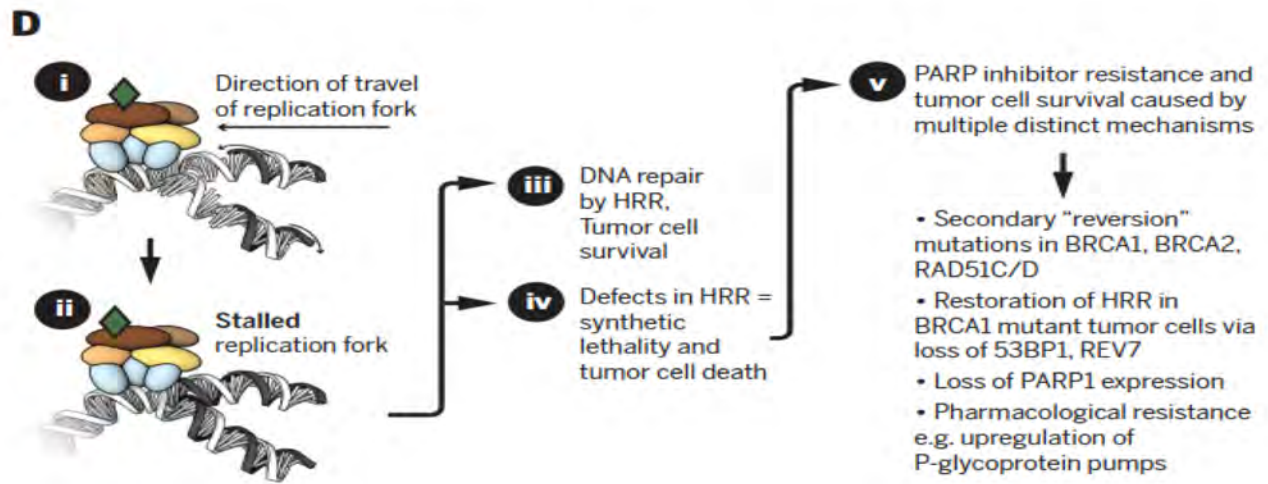 D
i
Direction of travel
of replication fork
ii
Stalled
replication fork
iii
DNA repair
by HRR,
Tumor cell
survival
iv
Defects in HRR =
synthetic
lethality and
tumor cell death
v
PARP inhibitor resistance and
tumor cell survival caused by
multiple distinct mechanisms
• Secondary “reversion”
mutations in BRCA1, BRCA2,
RAD51C/D
• Restoration of HRR in
BRCA1 mutant tumor cells via
loss of 53BP1, REV7
• Loss of PARP1 expression
• Pharmacological resistance
e.g. upregulation of
P-glycoprotein pumps